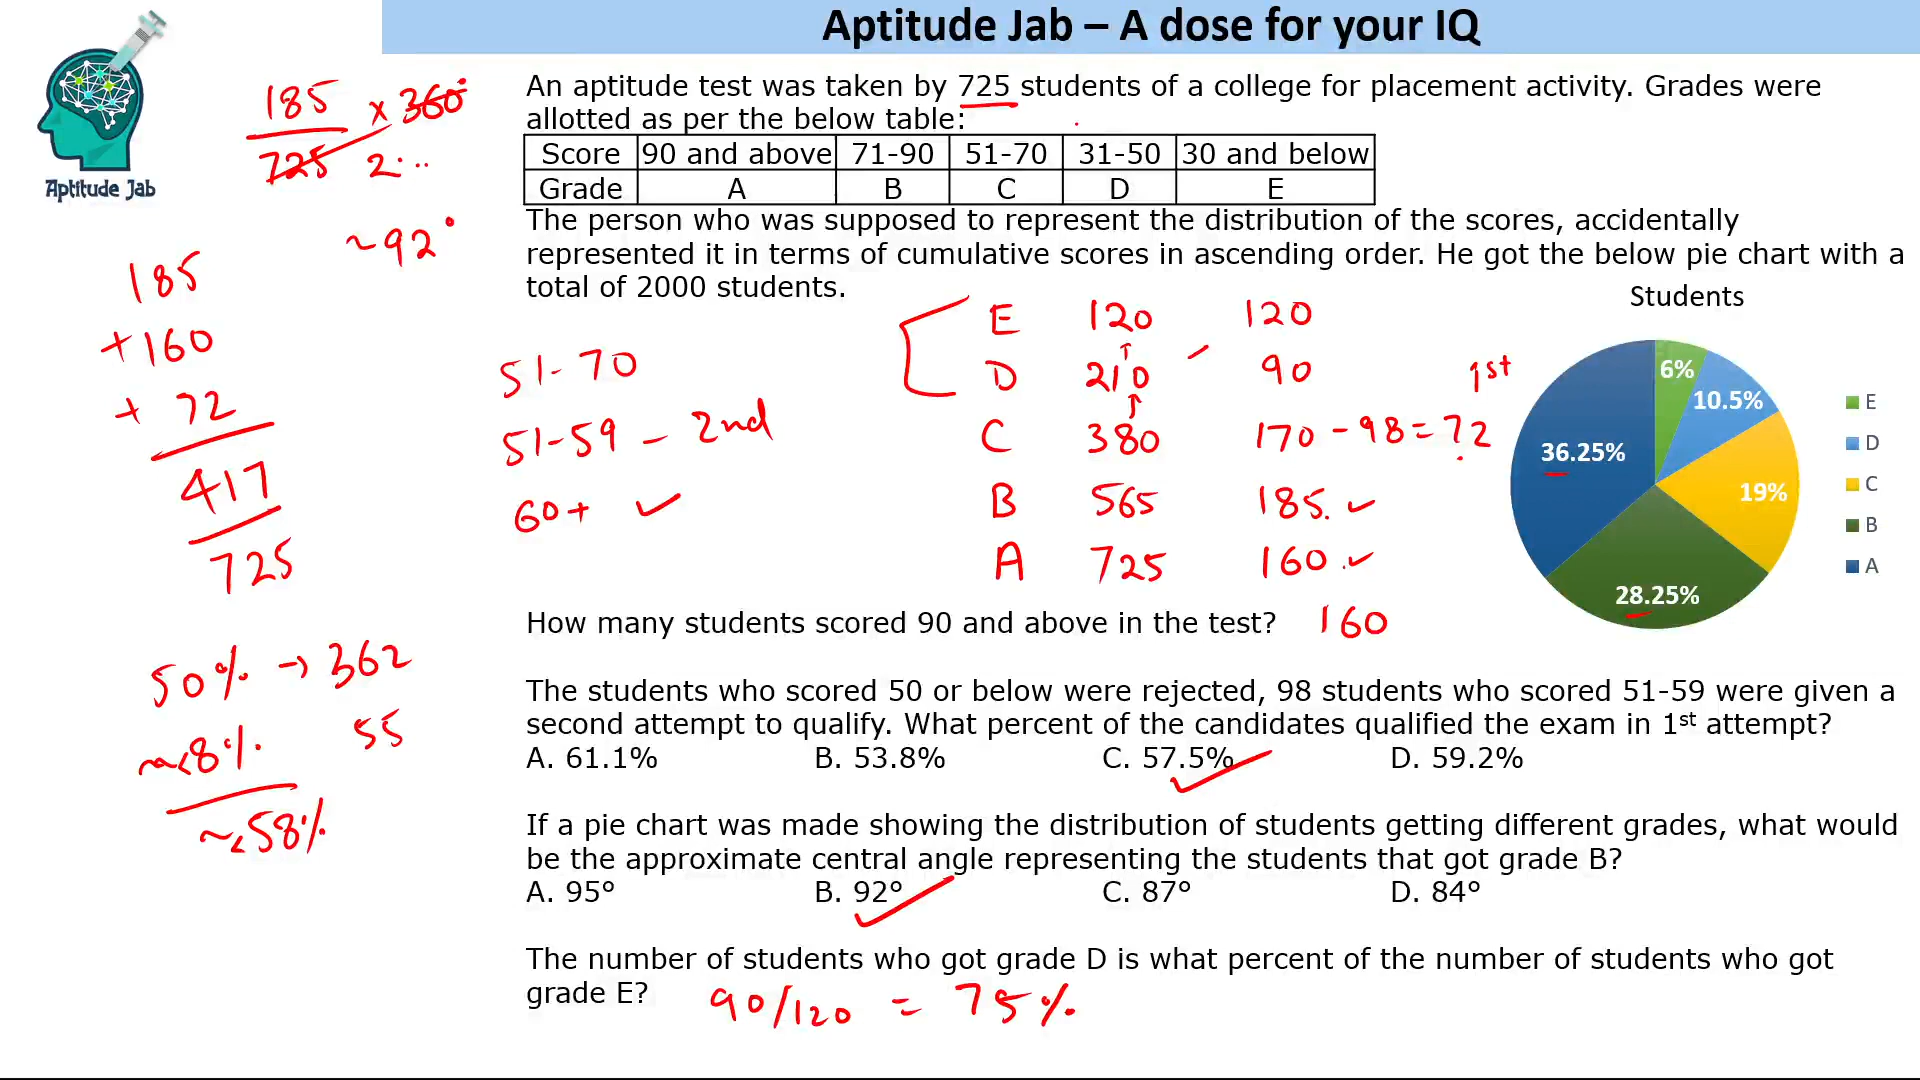 Aptitude Jab – A dose for your IQ
Aptitude Jab
An aptitude test was taken by 725 students of a college for placement activity. Grades were
allotted as per the below table:
Score 90 and above 71-90 51-70 31-50 30 and below
Grade A B C D E
The person who was supposed to represent the distribution of the scores, accidentally
represented it in terms of cumulative scores in ascending order. He got the below pie chart with a
total of 2000 students.
Students
6%
10.5%
19%
28.25%
36.25%
E
D
C
B
A
185 × 360°
725 2..
~92°
185
+160
+ 72
417
725
50% → 362
~<8% 55
~<58%
51-70
51-59 – 2nd
60+ ✓
E 120 120
D 210 90
C 380 170 – 98 = 72
1st
B 565 185. ✓
A 725 160. ✓
How many students scored 90 and above in the test? 160
The students who scored 50 or below were rejected, 98 students who scored 51-59 were given a
second attempt to qualify. What percent of the candidates qualified the exam in 1st attempt?
A. 61.1% B. 53.8% C. 57.5% D. 59.2%
If a pie chart was made showing the distribution of students getting different grades, what would
be the approximate central angle representing the students that got grade B?
A. 95° B. 92° C. 87° D. 84°
The number of students who got grade D is what percent of the number of students who got
grade E? 90/120 = 75%